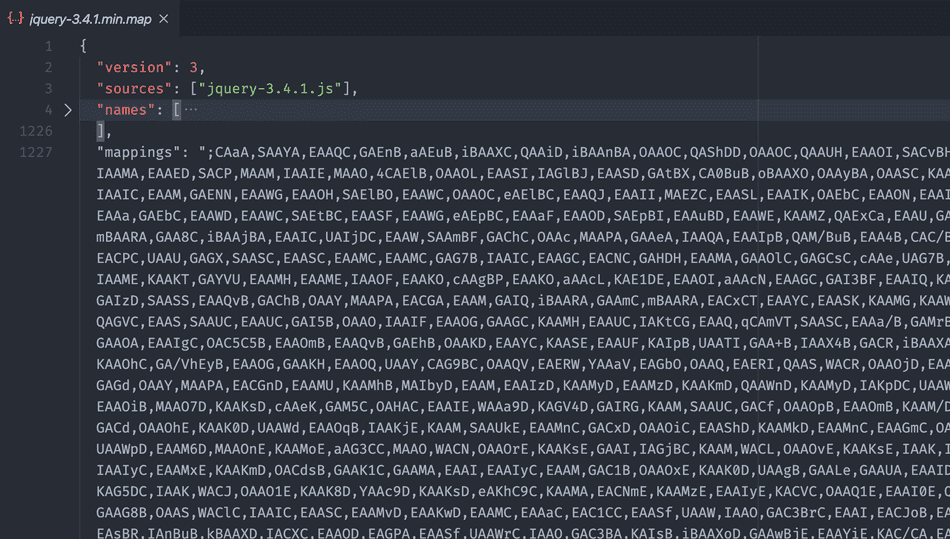 {..} jquery-3.4.1.min.map ×
1 {
2 "version": 3,
3 "sources": ["jquery-3.4.1.js"],
4 "names": [ ···
1226 ],
1227 "mappings": ";CAaA,SAAYA,EAAQC,GAEnB,aAEuB,iBAAXC,QAAiD,iBAAnBA,OAAOC,QAShDD,OAAOC,QAAUH,EAAOI,SACvBH
IAAMA,EAAED,SACP,MAAM,IAAIE,MAAO,4CAElB,OAAOL,EAASI,IAGlBJ,EAASD,GAtBX,CA0BuB,oBAAXO,OAAyBA,OAASC,KAA
IAAIC,EAAM,GAENN,EAAWG,EAAOH,SAElBO,EAAWC,OAAOC,eAElBC,EAAQJ,EAAII,MAEZC,EAASL,EAAIK,OAEbC,EAAON,EAAI
EAAa,GAEbC,EAAWD,EAAWC,SAEtBC,EAASF,EAAWG,eAEpBC,EAAaF,EAAOD,SAEpBI,EAAuBD,EAAWE,KAAMZ,QAExCa,EAAU,GA
mBAARA,GAA8C,iBAAjBA,EAAIC,UAIjDC,EAAW,SAAmBF,GAChC,OAAc,MAAPA,GAAeA,IAAQA,EAAIpB,QAM/BuB,EA4B,CAC/B
EACPC,UAAU,GAGX,SAASC,EAASC,EAAMC,EAAMC,GAG7B,IAAIC,EAAGC,EACNC,GAHDH,EAAMA,GAAOlC,GAGCsC,cAAe,UAG7B
IAAME,KAAKT,GAYVU,EAAMH,EAAME,IAAOF,EAAKO,cAAgBP,EAAKO,aAAcL,KAE1DE,EAAOI,aAAcN,EAAGC,GAI3BF,EAAIQ,KA
GAIzD,SAASS,EAAQvB,GAChB,OAAY,MAAPA,EACGA,EAAM,GAIQ,iBAARA,GAAmC,mBAARA,EACxCT,EAAYC,EAASK,KAAMG,KAAW
QAGVC,EAAS,SAAUC,EAAUC,GAI5B,OAAO,IAAIF,EAAOG,GAAGC,KAAMH,EAAUC,IAKtCG,EAAQ,qCAmVT,SAASC,EAAa/B,GAMrB
GAAOA,EAAIgC,OAC5C5B,EAAOmB,EAAQvB,GAEhB,OAAKD,EAAYC,KAASE,EAAUF,KAIpB,UAATI,GAA+B,IAAX4B,GACR,iBAAXA
KAAOhC,GA/VhEyB,EAAOG,GAAKH,EAAOQ,UAAY,CAG9BC,OAAQV,EAERW,YAAaV,EAGbO,OAAQ,EAERI,QAAS,WACR,OAAOjD,EA
GAGd,OAAY,MAAPA,EACGnD,EAAMU,KAAMhB,MAIbyD,EAAM,EAAIzD,KAAMyD,EAAMzD,KAAKmD,QAAWnD,KAAMyD,IAKpDC,UAAW
EAAOiB,MAAO7D,KAAKsD,cAAeK,GAM5C,OAHAC,EAAIE,WAAa9D,KAGV4D,GAIRG,KAAM,SAAUC,GACf,OAAOpB,EAAOmB,KAAM/D
GACd,OAAOhE,KAAK0D,UAAWd,EAAOqB,IAAKjE,KAAM,SAAUkE,EAAMnC,GACxD,OAAOiC,EAAShD,KAAMkD,EAAMnC,EAAGmC,OA
UAAWpD,EAAM6D,MAAOnE,KAAMoE,aAG3CC,MAAO,WACN,OAAOrE,KAAKsE,GAAI,IAGjBC,KAAM,WACL,OAAOvE,KAAKsE,IAAK,I
IAAIyC,EAAMxE,KAAKmD,OACdsB,GAAK1C,GAAMA,EAAI,EAAIyC,EAAM,GAC1B,OAAOxE,KAAK0D,UAAgB,GAALe,GAAUA,EAAID
KAG5DC,IAAK,WACJ,OAAO1E,KAAK8D,YAAc9D,KAAKsD,eAKhC9C,KAAMA,EACNmE,KAAMzE,EAAIyE,KACVC,OAAQ1E,EAAI0E,C
GAAG8B,OAAS,WAClC,IAAIC,EAASC,EAAMvD,EAAKwD,EAAMC,EAAaC,EAC1CC,EAASf,UAAW,IAAO,GAC3BrC,EAAI,EACJoB,E
EAsBR,IAnBuB,kBAAXD,IACXC,EAAOD,EAGPA,EAASf,UAAWrC,IAAO,GAC3BA,KAIsB,iBAAXoD,GAAwBjE,EAAYiE,KAC/CA,EA